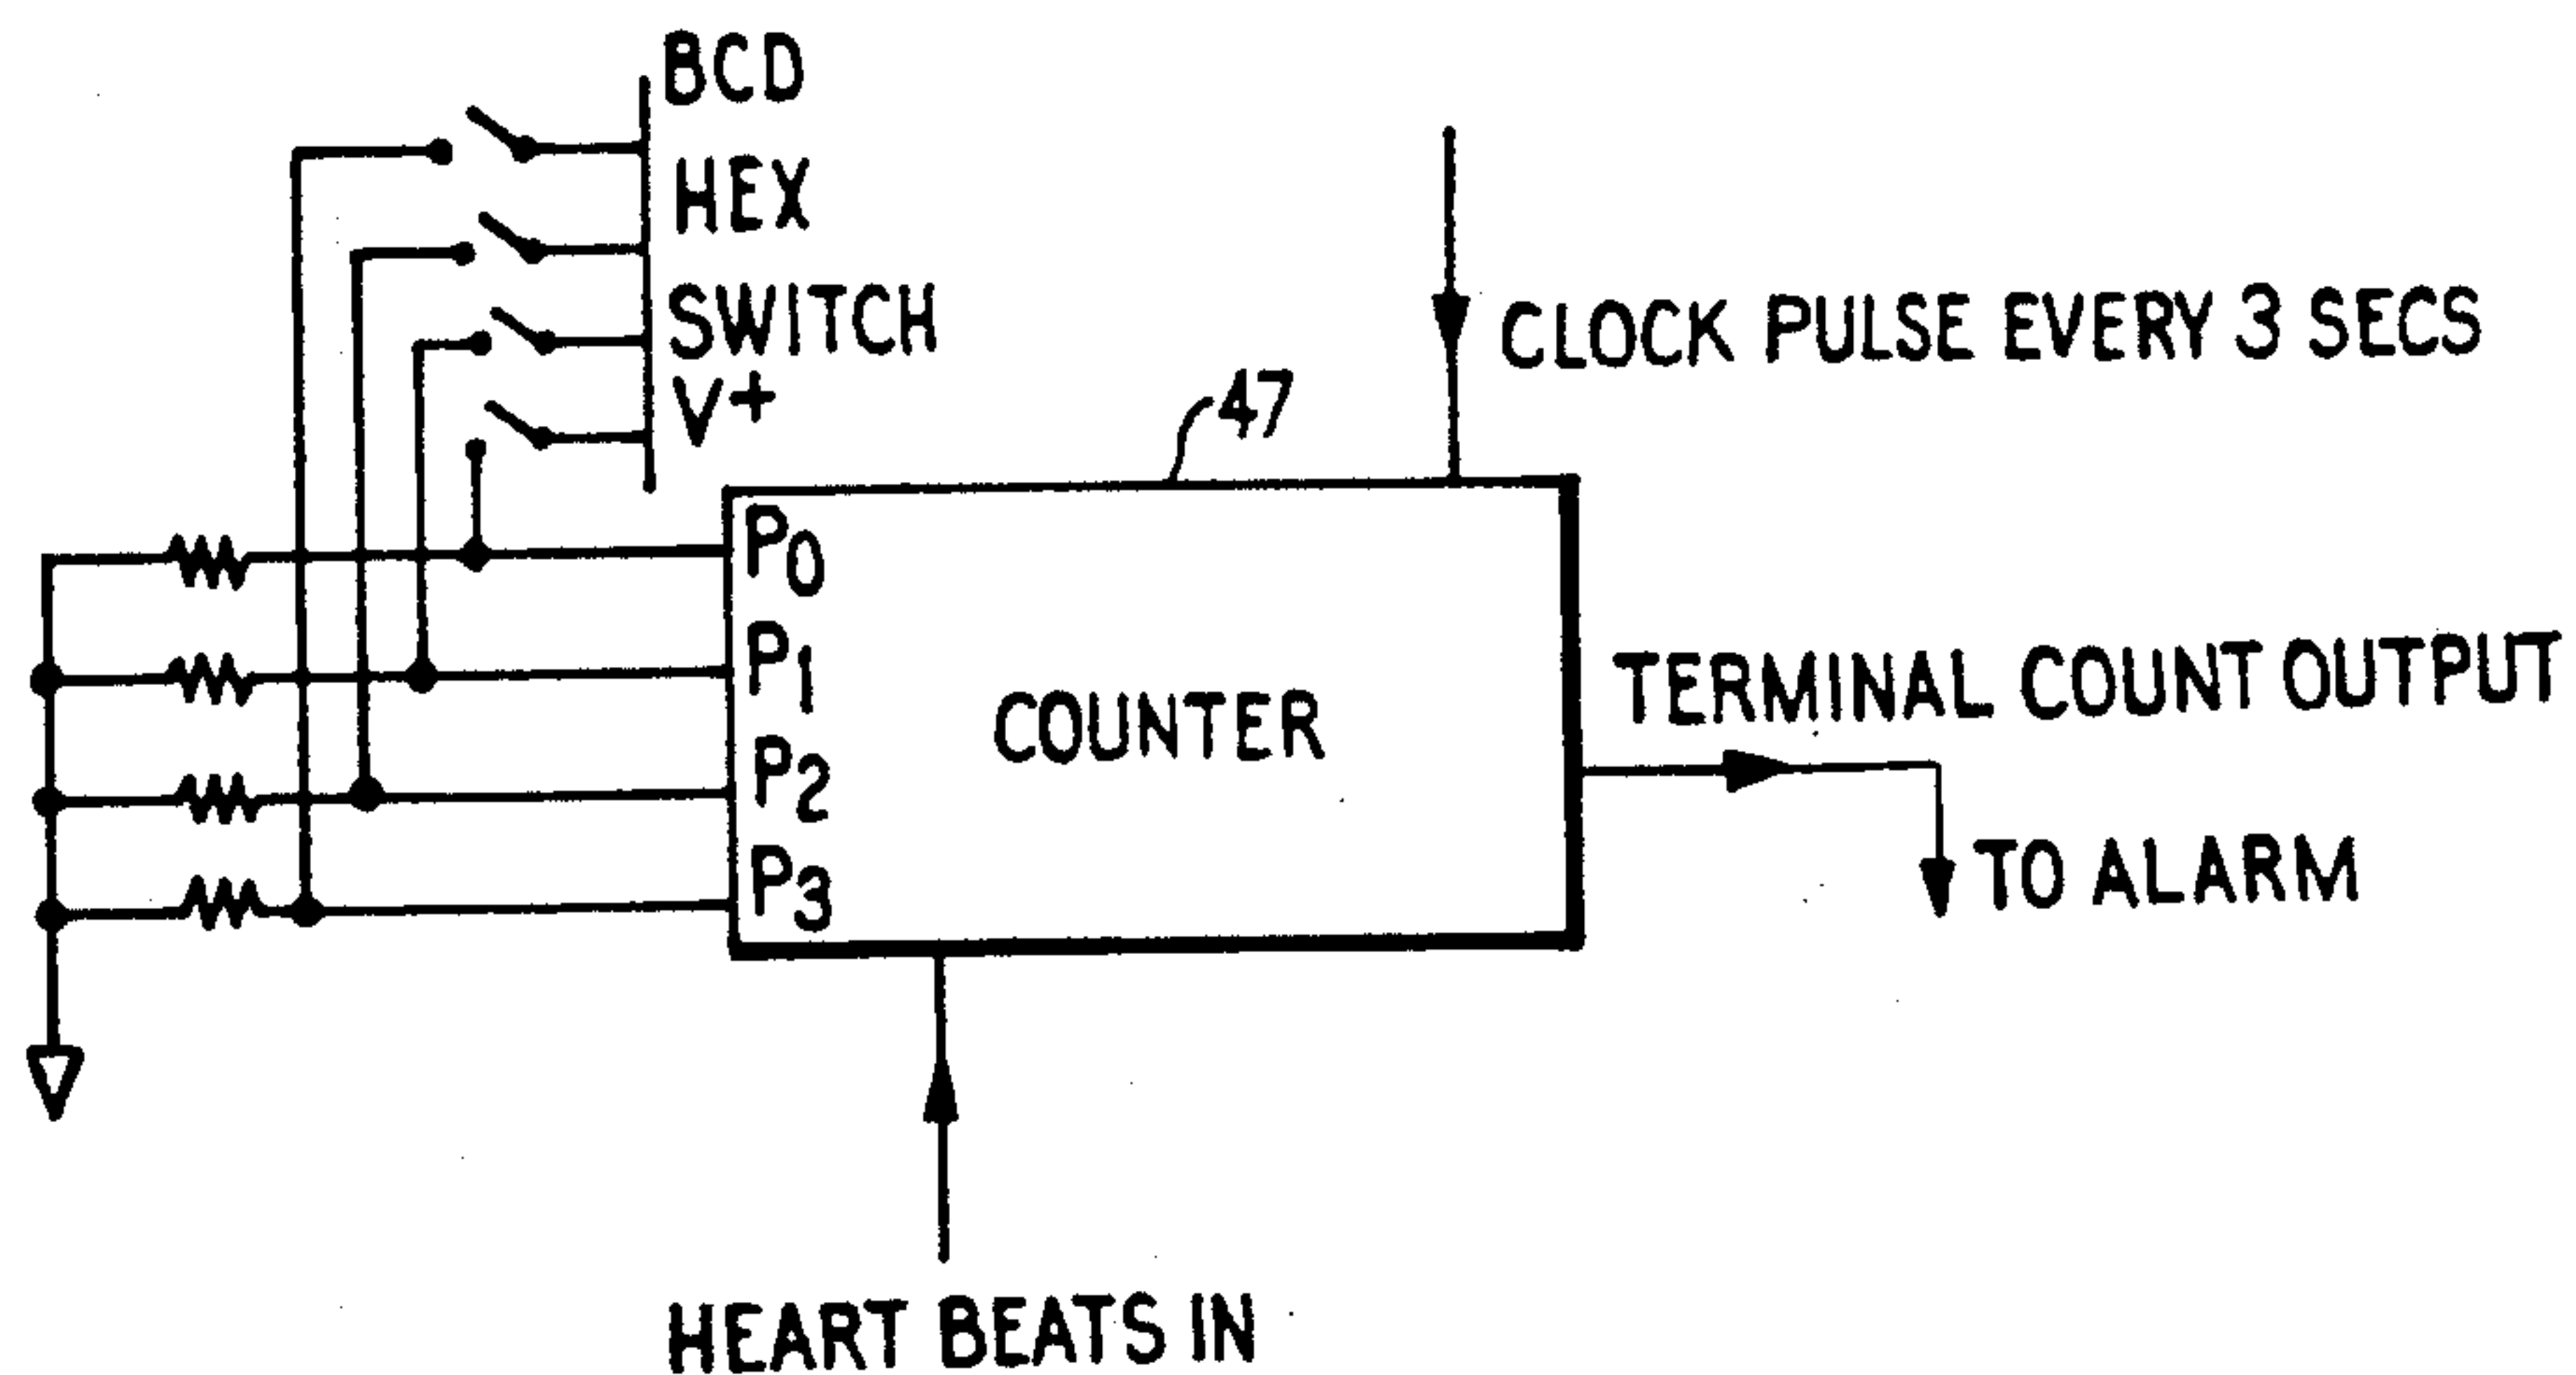 BCD
HEX
SWITCH
V+
CLOCK PULSE EVERY 3 SECS
47
P0
P1
P2
P3
COUNTER
TERMINAL COUNT OUTPUT
TO ALARM
HEART BEATS IN